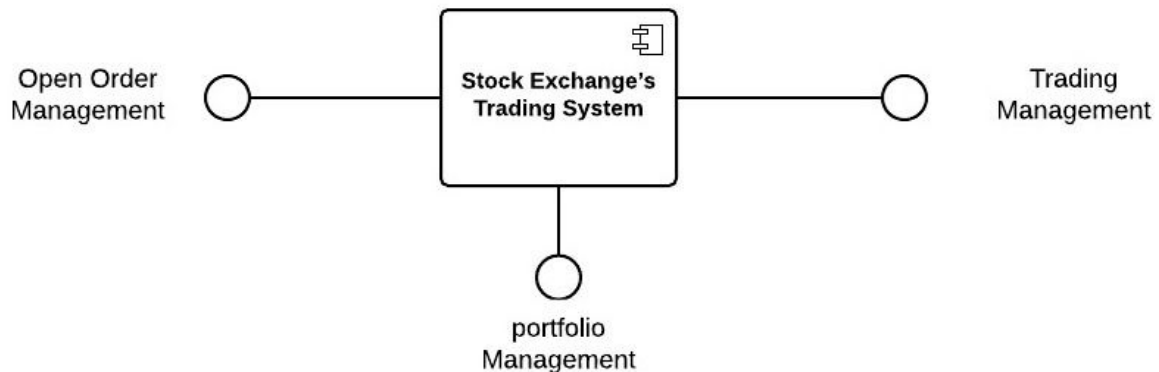 Open Order
Management
Stock Exchange's
Trading System
Trading
Management
portfolio
Management